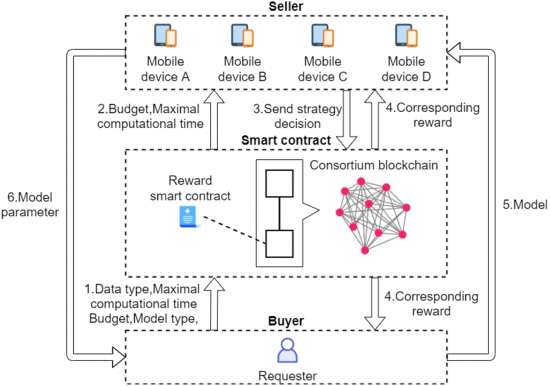 Seller
Mobile
device A
Mobile
device B
Mobile
device C
Mobile
device D
2.Budget,Maximal
computational time
3.Send strategy
decision
4.Corresponding
reward
Smart contract
Reward
smart contract
Consortium blockchain
6.Model
parameter
5.Model
1.Data type,Maximal
computational time
Budget,Model type,
4.Corresponding
reward
Buyer
Requester